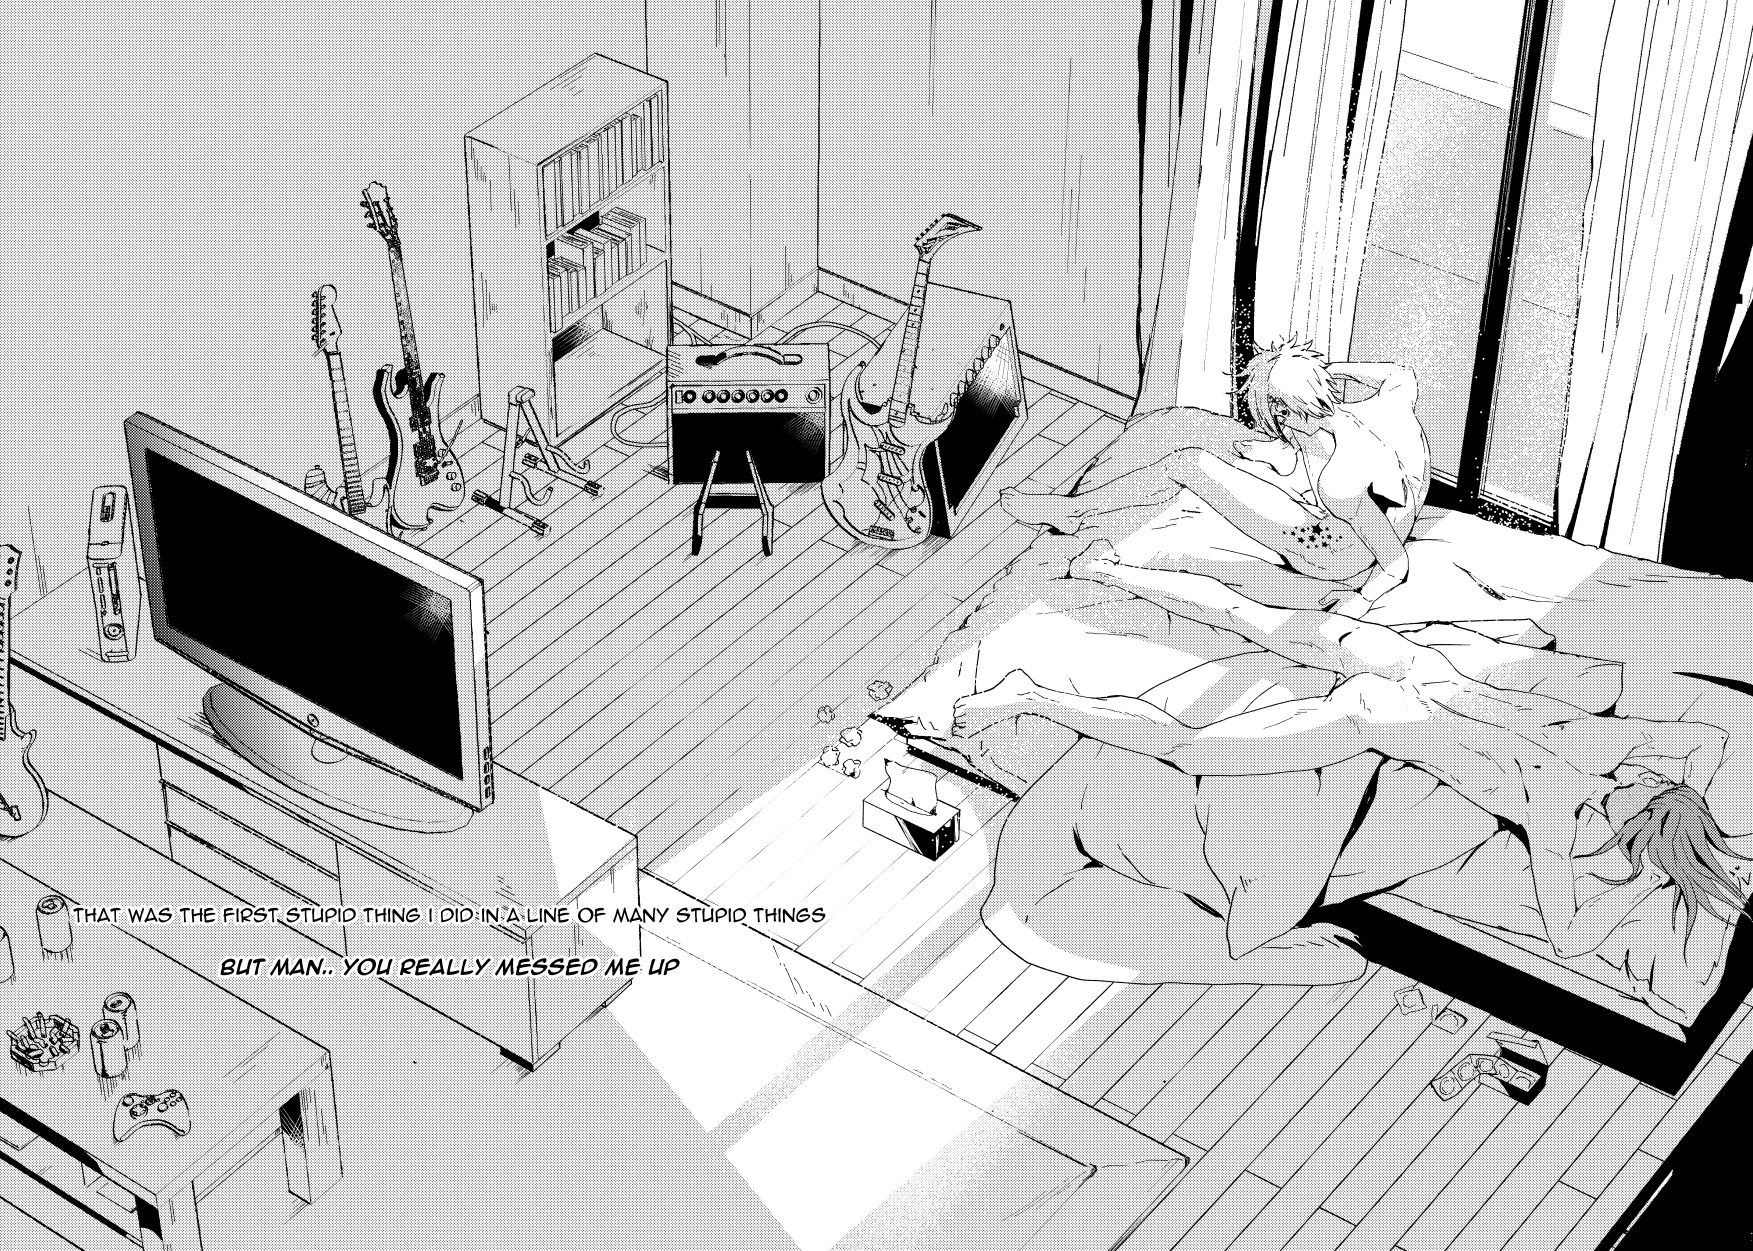 THAT WAS THE FIRST STUPID THING I DID IN A LINE OF MANY STUPID THINGS
BUT MAN.. YOU REALLY MESSED ME UP